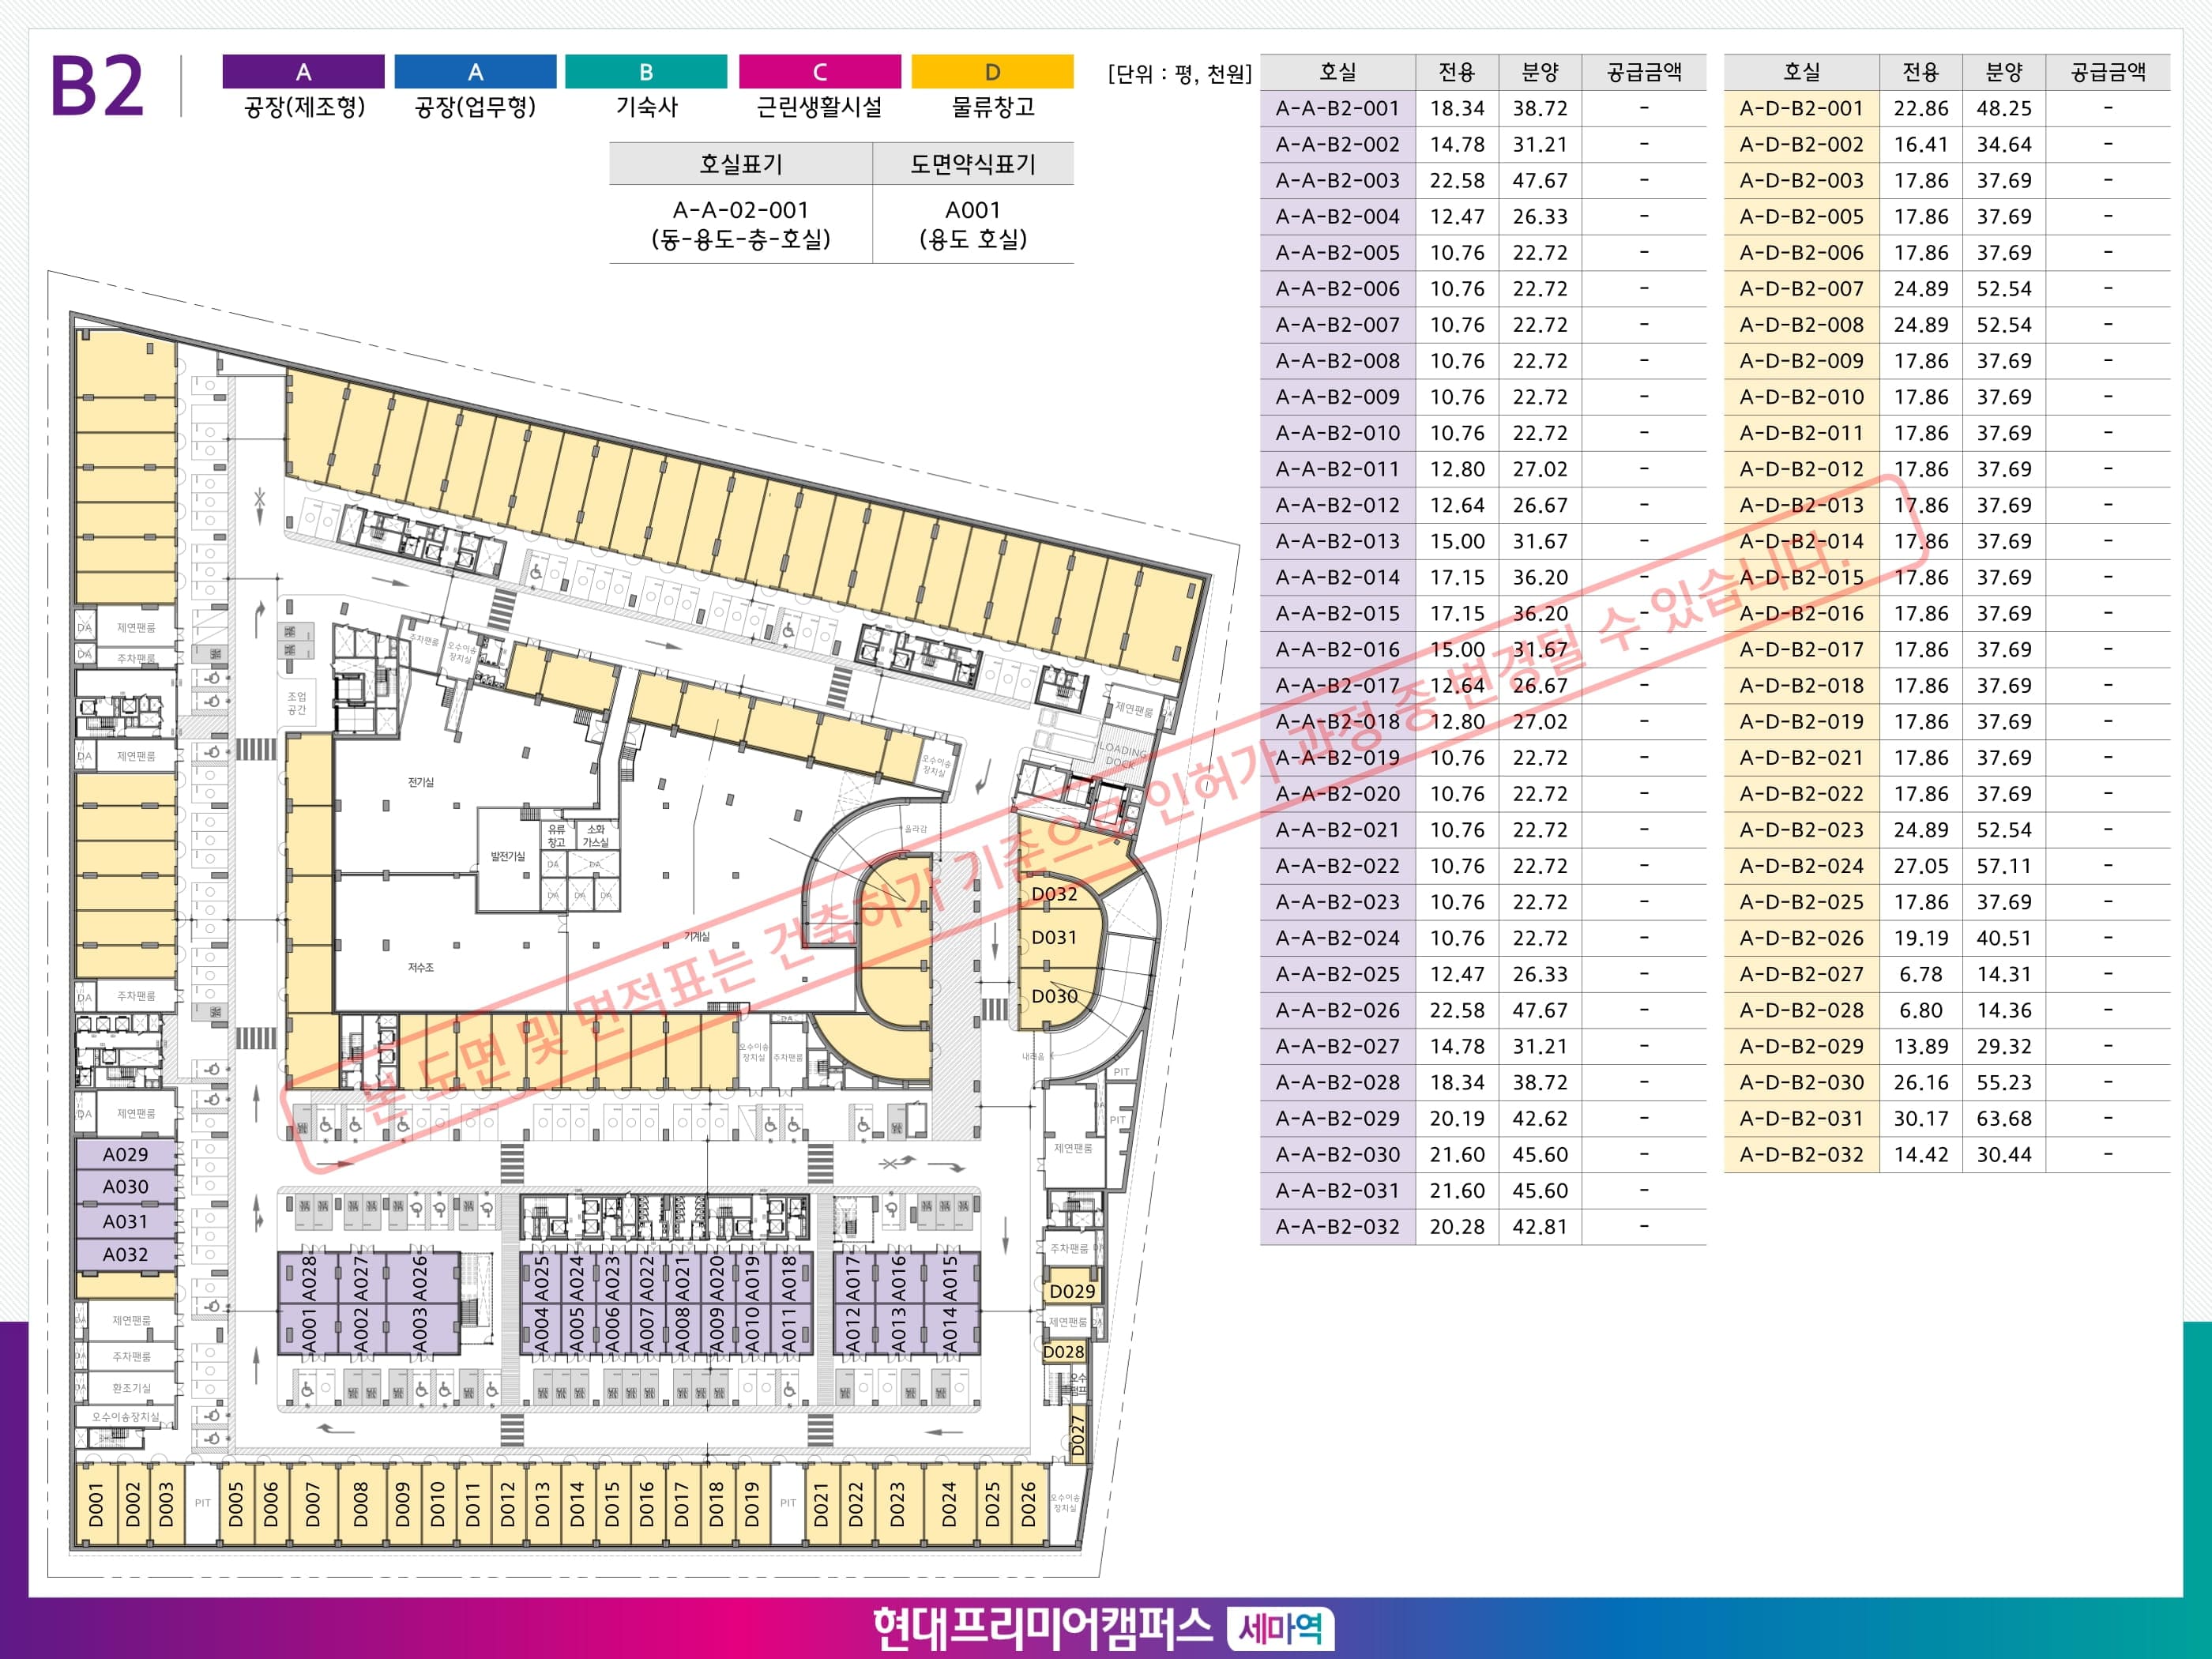 B2
A
공장(제조형)
A
공장(업무형)
B
기숙사
C
근린생활시설
D
물류창고
[단위 : 평, 천원]
호실표기 도면약식표기
A-A-02-001 A001
(동-용도-층-호실) (용도 호실)
호실 전용 분양 공급금액
A-A-B2-001 18.34 38.72 -
A-A-B2-002 14.78 31.21 -
A-A-B2-003 22.58 47.67 -
A-A-B2-004 12.47 26.33 -
A-A-B2-005 10.76 22.72 -
A-A-B2-006 10.76 22.72 -
A-A-B2-007 10.76 22.72 -
A-A-B2-008 10.76 22.72 -
A-A-B2-009 10.76 22.72 -
A-A-B2-010 10.76 22.72 -
A-A-B2-011 12.80 27.02 -
A-A-B2-012 12.64 26.67 -
A-A-B2-013 15.00 31.67 -
A-A-B2-014 17.15 36.20 -
A-A-B2-015 17.15 36.20 -
A-A-B2-016 15.00 31.67 -
A-A-B2-017 12.64 26.67 -
A-A-B2-018 12.80 27.02 -
A-A-B2-019 10.76 22.72 -
A-A-B2-020 10.76 22.72 -
A-A-B2-021 10.76 22.72 -
A-A-B2-022 10.76 22.72 -
A-A-B2-023 10.76 22.72 -
A-A-B2-024 10.76 22.72 -
A-A-B2-025 12.47 26.33 -
A-A-B2-026 22.58 47.67 -
A-A-B2-027 14.78 31.21 -
A-A-B2-028 18.34 38.72 -
A-A-B2-029 20.19 42.62 -
A-A-B2-030 21.60 45.60 -
A-A-B2-031 21.60 45.60 -
A-A-B2-032 20.28 42.81 -
호실 전용 분양 공급금액
A-D-B2-001 22.86 48.25 -
A-D-B2-002 16.41 34.64 -
A-D-B2-003 17.86 37.69 -
A-D-B2-005 17.86 37.69 -
A-D-B2-006 17.86 37.69 -
A-D-B2-007 24.89 52.54 -
A-D-B2-008 24.89 52.54 -
A-D-B2-009 17.86 37.69 -
A-D-B2-010 17.86 37.69 -
A-D-B2-011 17.86 37.69 -
A-D-B2-012 17.86 37.69 -
A-D-B2-013 17.86 37.69 -
A-D-B2-014 17.86 37.69 -
A-D-B2-015 17.86 37.69 -
A-D-B2-016 17.86 37.69 -
A-D-B2-017 17.86 37.69 -
A-D-B2-018 17.86 37.69 -
A-D-B2-019 17.86 37.69 -
A-D-B2-021 17.86 37.69 -
A-D-B2-022 17.86 37.69 -
A-D-B2-023 24.89 52.54 -
A-D-B2-024 27.05 57.11 -
A-D-B2-025 17.86 37.69 -
A-D-B2-026 19.19 40.51 -
A-D-B2-027 6.78 14.31 -
A-D-B2-028 6.80 14.36 -
A-D-B2-029 13.89 29.32 -
A-D-B2-030 26.16 55.23 -
A-D-B2-031 30.17 63.68 -
A-D-B2-032 14.42 30.44 -
본 도면 및 면적표는 건축허가 기준으로 인허가 과정 중 변경될 수 있습니다.
DA 제연팬룸
DA 주차팬룸
주차팬룸
오수이송
장치실
조업
공간
제연팬룸
DA 제연팬룸
LOADING
DOCK
오수이송
장치실
전기실
유류
창고
소화
가스실
발전기실
DA DA
DA DA DA
올라감
D032
D031
D030
기계실
저수조
DA 주차팬룸
오수이송
장치실
주차팬룸
DA
내려옴
PIT
DA 제연팬룸
PIT
제연팬룸
A029
A030
A031
A032
주차팬룸
A028 A027 A026 A025 A024 A023 A022 A021 A020 A019 A018 A017 A016 A015
D029
A001 A002 A003 A004 A005 A006 A007 A008 A009 A010 A011 A012 A013 A014
제연팬룸
제연팬룸
D028
DA 주차팬룸
DA 환조기실
오수
펌프
오수이송장치실
D027
D001 D002 D003 PIT D005 D006 D007 D008 D009 D010 D011 D012 D013 D014 D015 D016 D017 D018 D019 PIT D021 D022 D023 D024 D025 D026
오수이송
장치실
현대프리미어캠퍼스 세마역